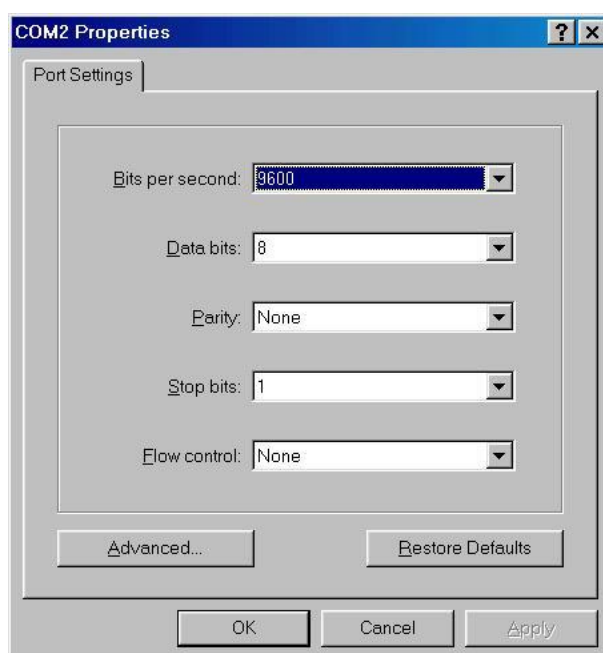 COM2 Properties
Port Settings
Bits per second: 9600
Data bits: 8
Parity: None
Stop bits: 1
Flow control: None
Advanced... Restore Defaults
OK Cancel Apply